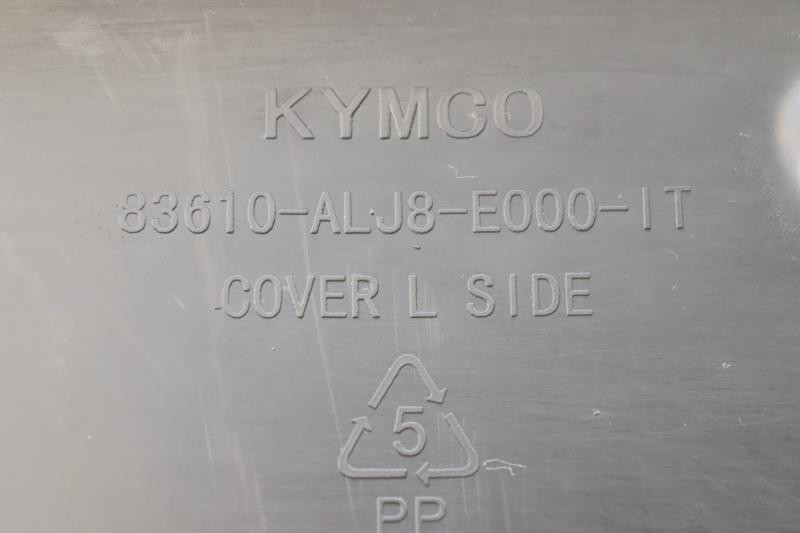 KYMCO
83610-ALJ8-E000-IT
COVER L SIDE
5
PP